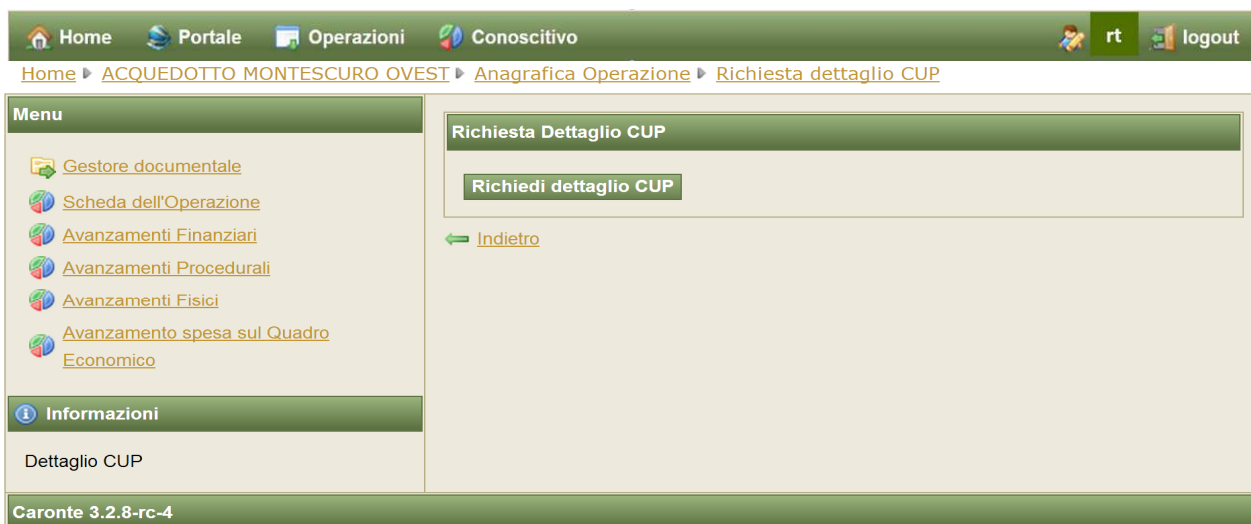 Home Portale Operazioni Conoscitivo rt logout
Home ACQUEDOTTO MONTESCURO OVEST Anagrafica Operazione Richiesta dettaglio CUP
Menu
Gestore documentale
Scheda dell'Operazione
Avanzamenti Finanziari
Avanzamenti Procedurali
Avanzamenti Fisici
Avanzamento spesa sul Quadro
Economico
Informazioni
Dettaglio CUP
Richiesta Dettaglio CUP
Richiedi dettaglio CUP
Indietro
Caronte 3.2.8-rc-4